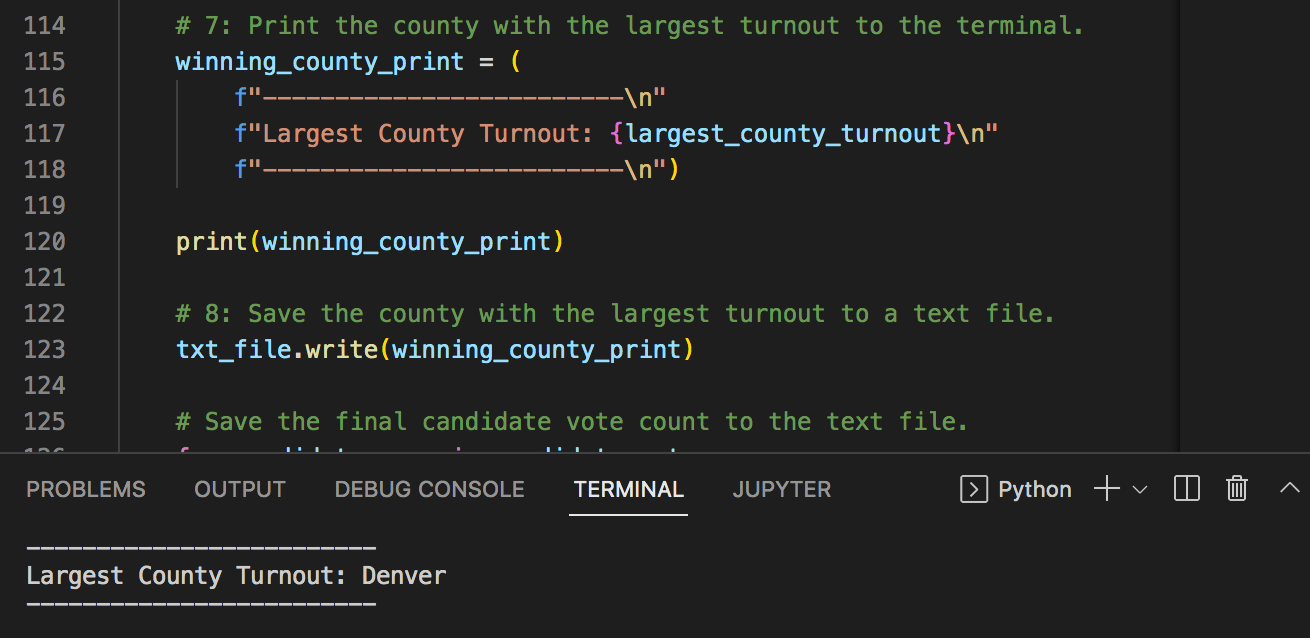 114 # 7: Print the county with the largest turnout to the terminal.
115 winning_county_print = (
116 f"-------------------------\n"
117 f"Largest County Turnout: {largest_county_turnout}\n"
118 f"-------------------------\n")
119
120 print(winning_county_print)
121
122 # 8: Save the county with the largest turnout to a text file.
123 txt_file.write(winning_county_print)
124
125 # Save the final candidate vote count to the text file.
PROBLEMS OUTPUT DEBUG CONSOLE TERMINAL JUPYTER Python
-------------------------
Largest County Turnout: Denver
-------------------------